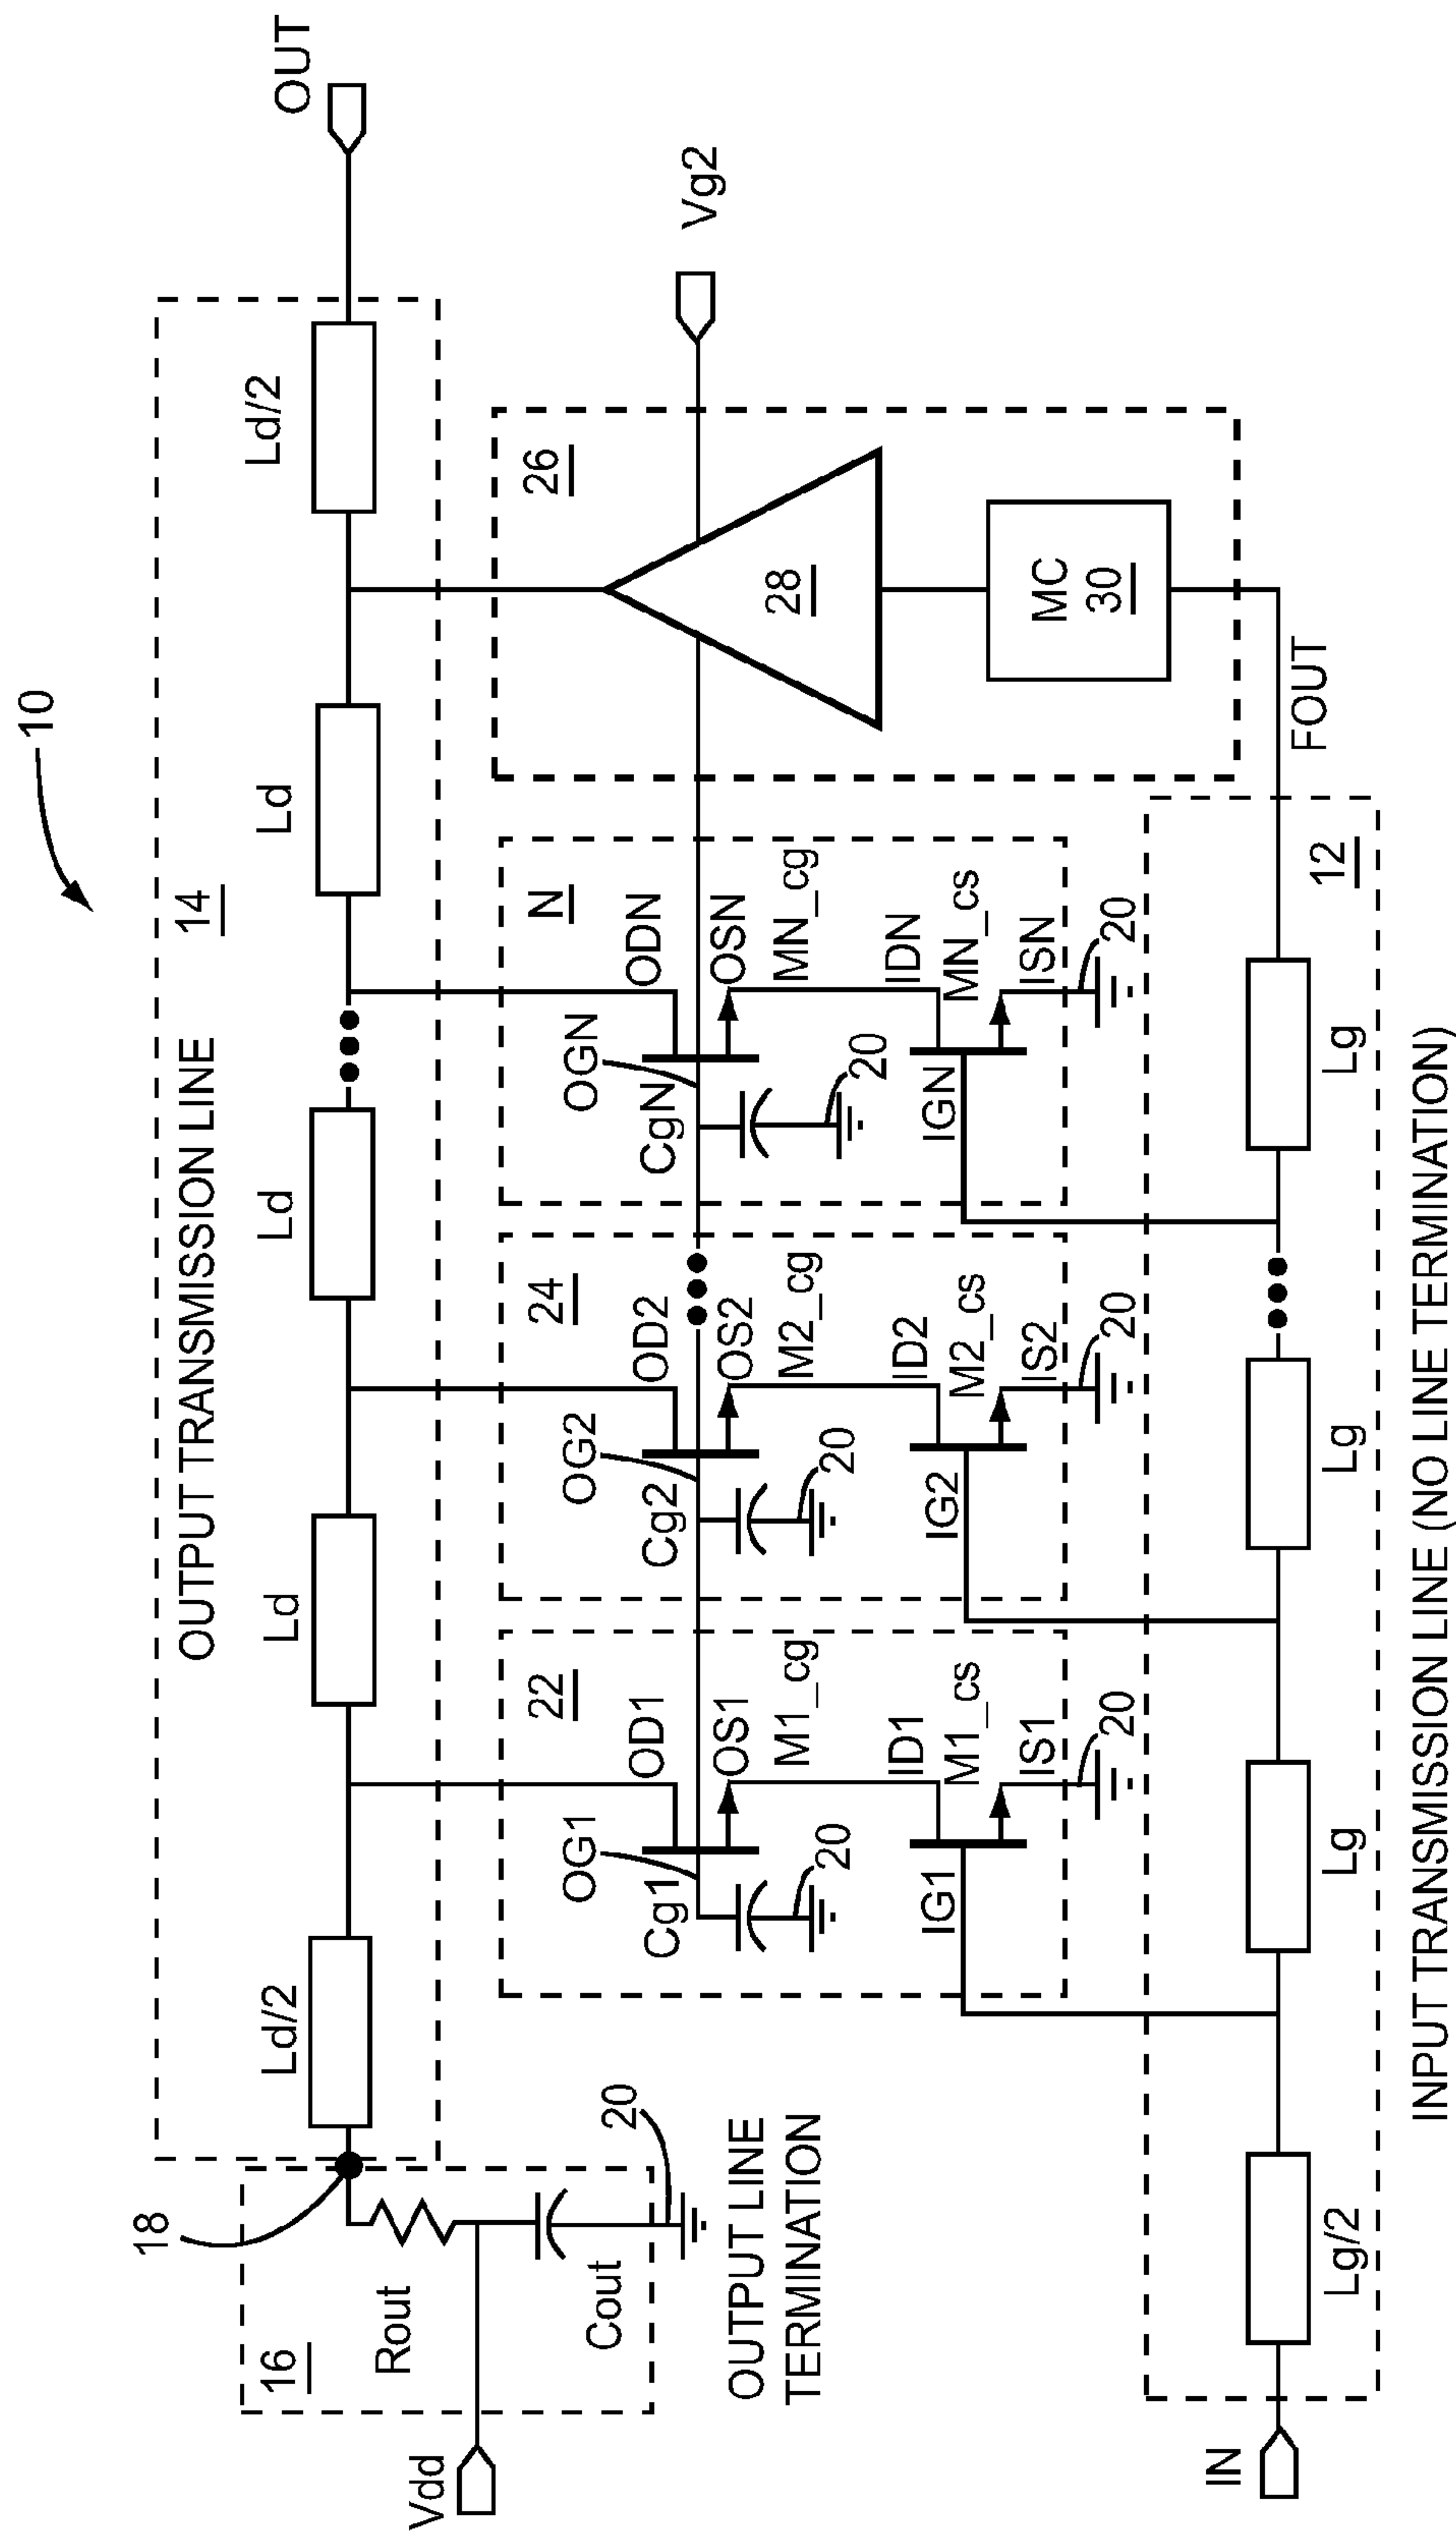 10
OUTPUT TRANSMISSION LINE
14
Ld/2
Ld
Ld
Ld
Ld/2
OUT
18
16
Rout
Cout
20
Vdd
OUTPUT LINE
TERMINATION
22
OD1
OG1
OS1
Cg1
M1_cg
20
ID1
M1_cs
IG1
IS1
20
24
OD2
OG2
OS2
Cg2
M2_cg
20
ID2
M2_cs
IG2
IS2
20
N
ODN
OGN
OSN
CgN
MN_cg
20
IDN
MN_cs
IGN
ISN
20
26
28
MC
30
Vg2
FOUT
12
IN
Lg/2
Lg
Lg
Lg
INPUT TRANSMISSION LINE (NO LINE TERMINATION)